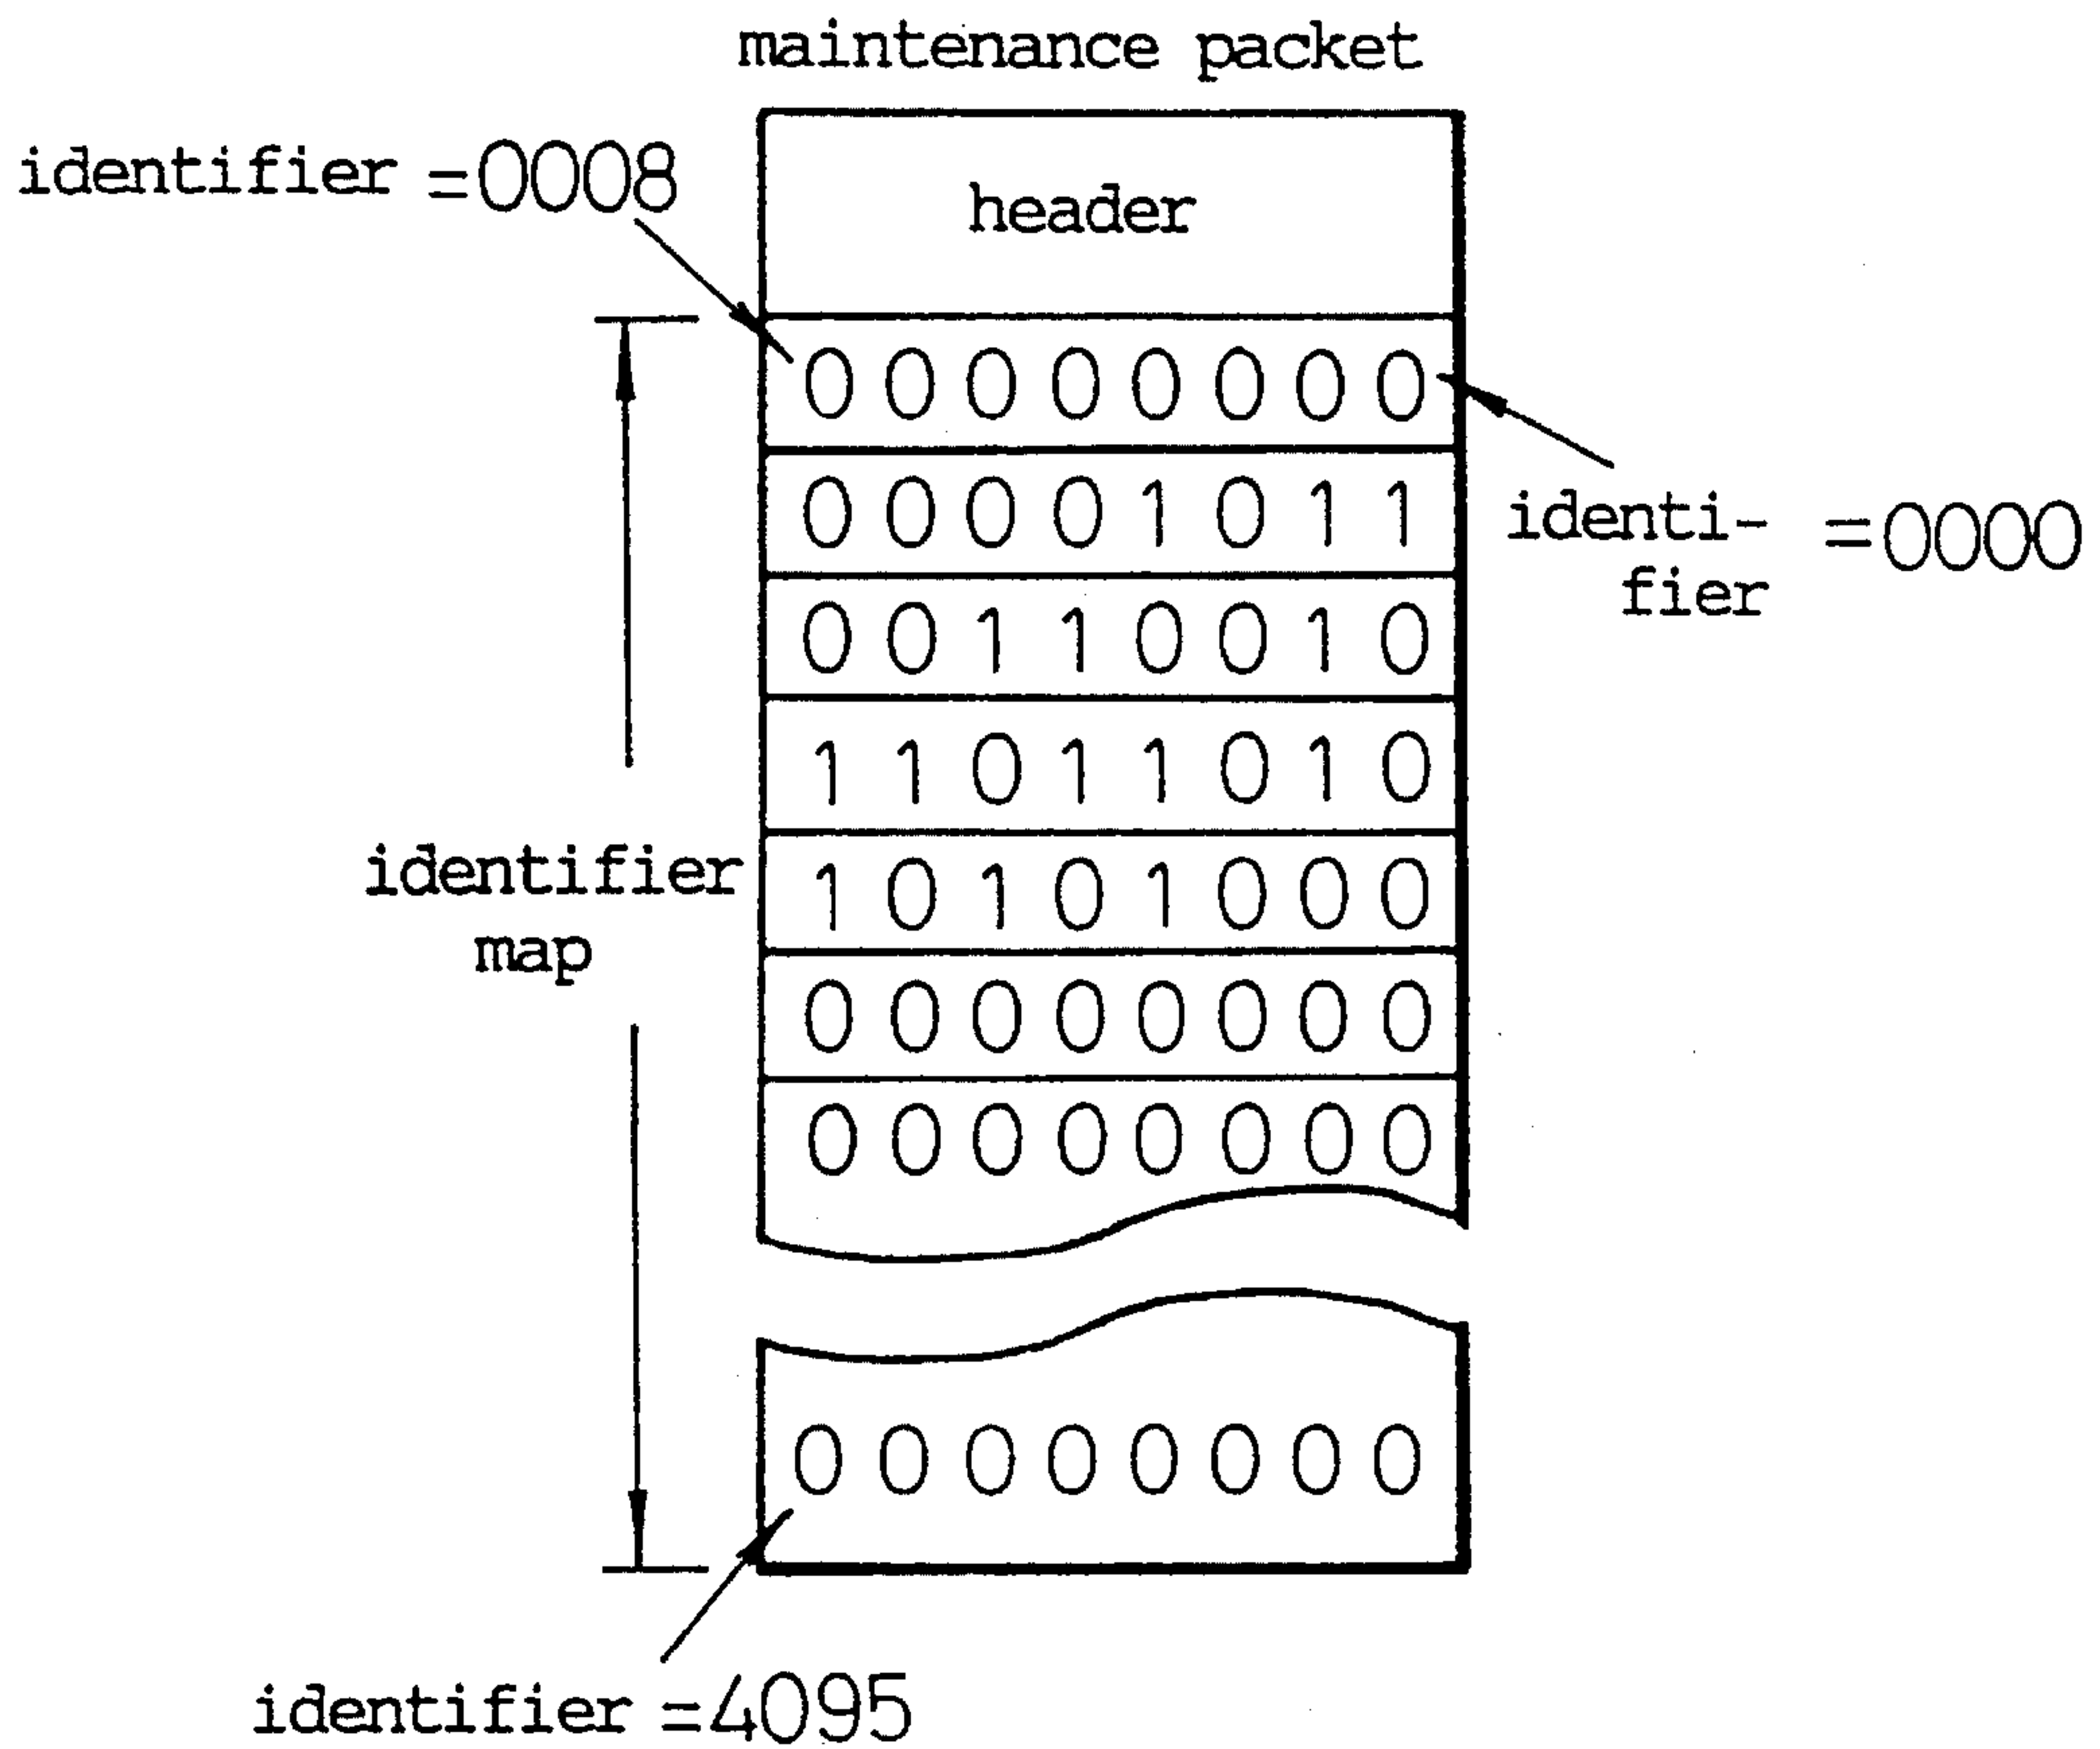 maintenance packet
identifier =0008
header
0 0 0 0 0 0 0 0
0 0 0 0 1 0 1 1
identi-
fier =0000
0 0 1 1 0 0 1 0
1 1 0 1 1 0 1 0
identifier
map
1 0 1 0 1 0 0 0
0 0 0 0 0 0 0 0
0 0 0 0 0 0 0 0
0 0 0 0 0 0 0 0
identifier =4095